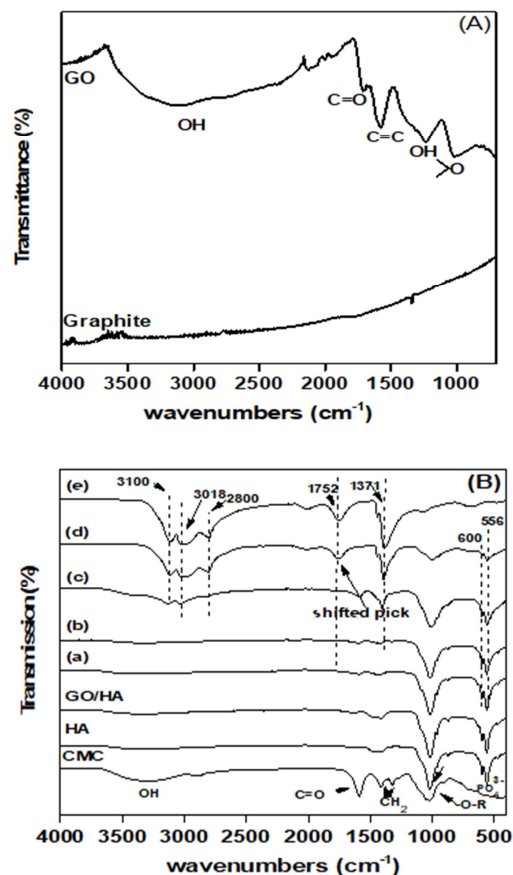 (A)
GO
OH
C=O
C=C
OH
O
Graphite
Transmittance (%)
4000 3500 3000 2500 2000 1500 1000
wavenumbers (cm-1)
(B)
3100
3018
2800
1752
1371
600
556
(e)
(d)
(c)
shifted pick
(b)
(a)
GO/HA
HA
CMC
OH
C=O
CH2
-O-R
PO43-
Transmission (%)
4000 3500 3000 2500 2000 1500 1000 500
wavenumbers (cm-1)